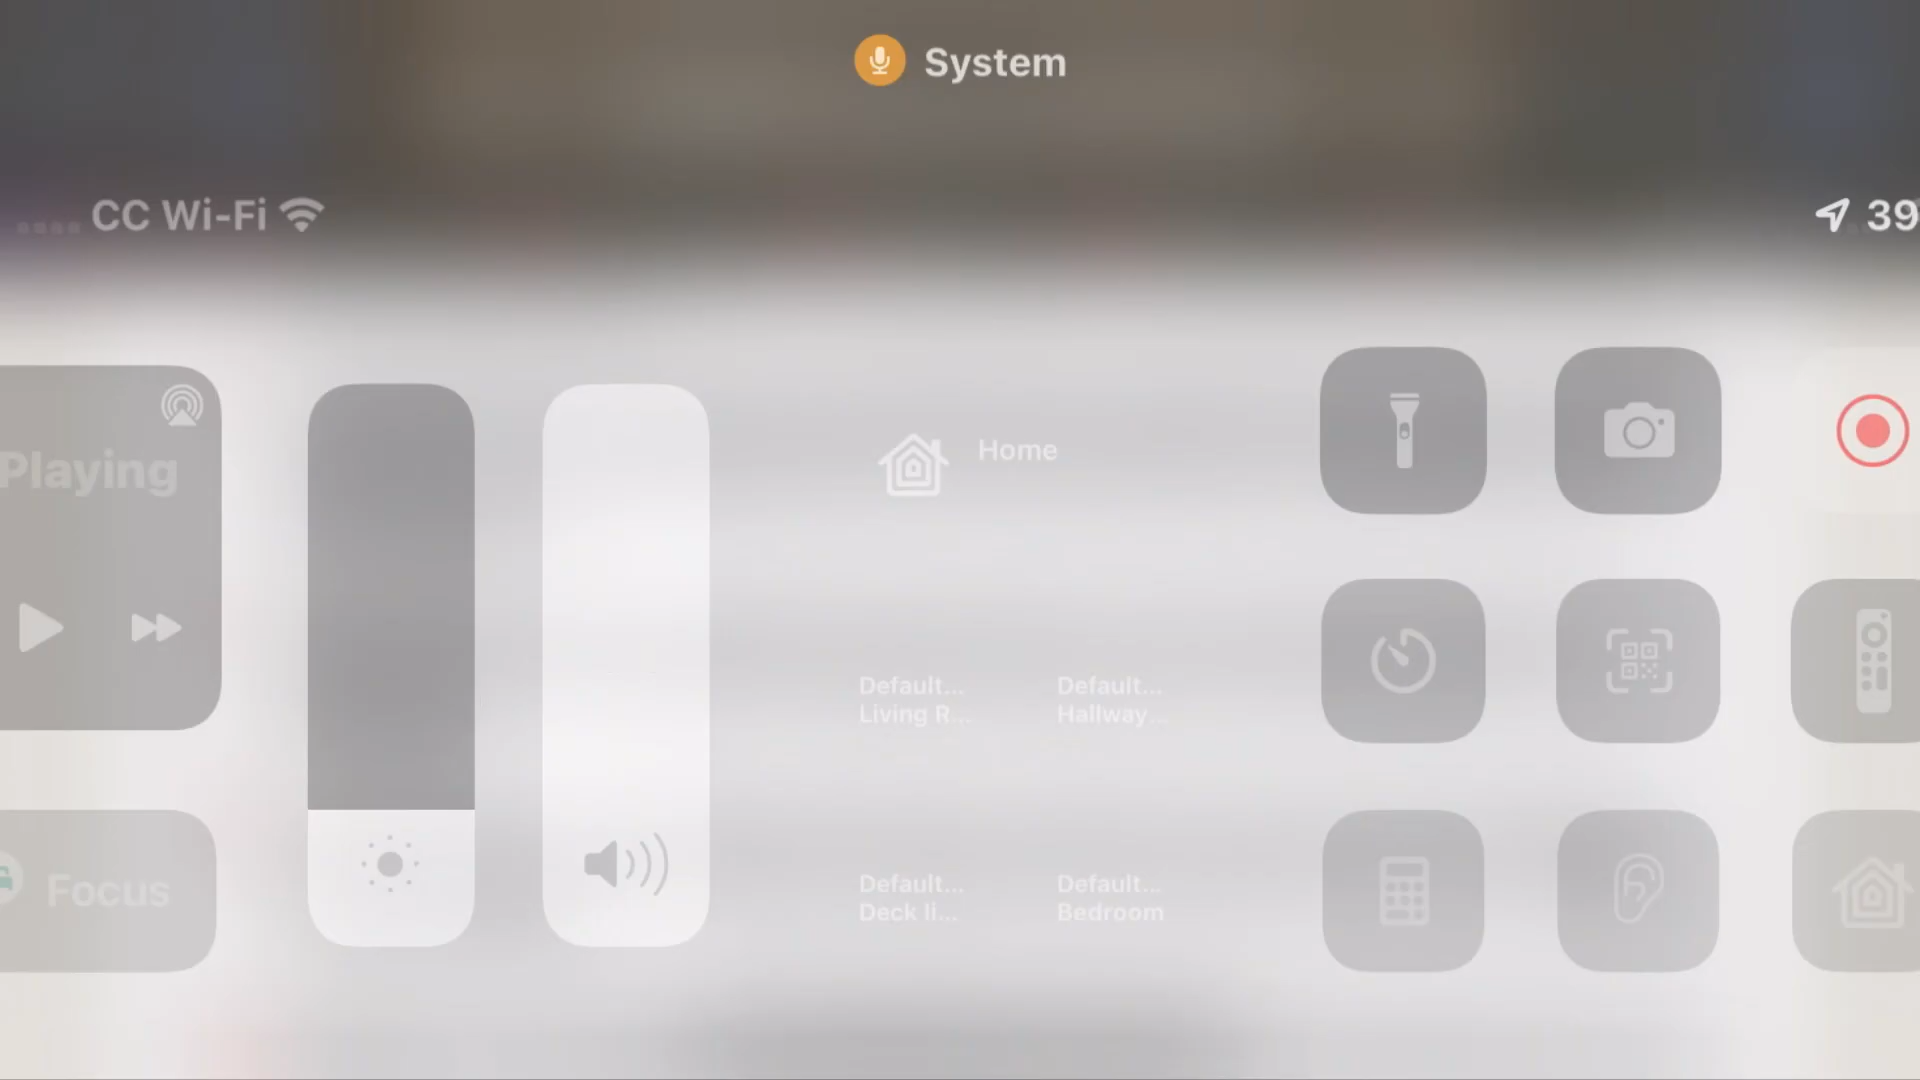 System
CC Wi-Fi
39
Playing
Home
Default...
Living R...
Default...
Hallway...
Default...
Deck li...
Default...
Bedroom
Focus